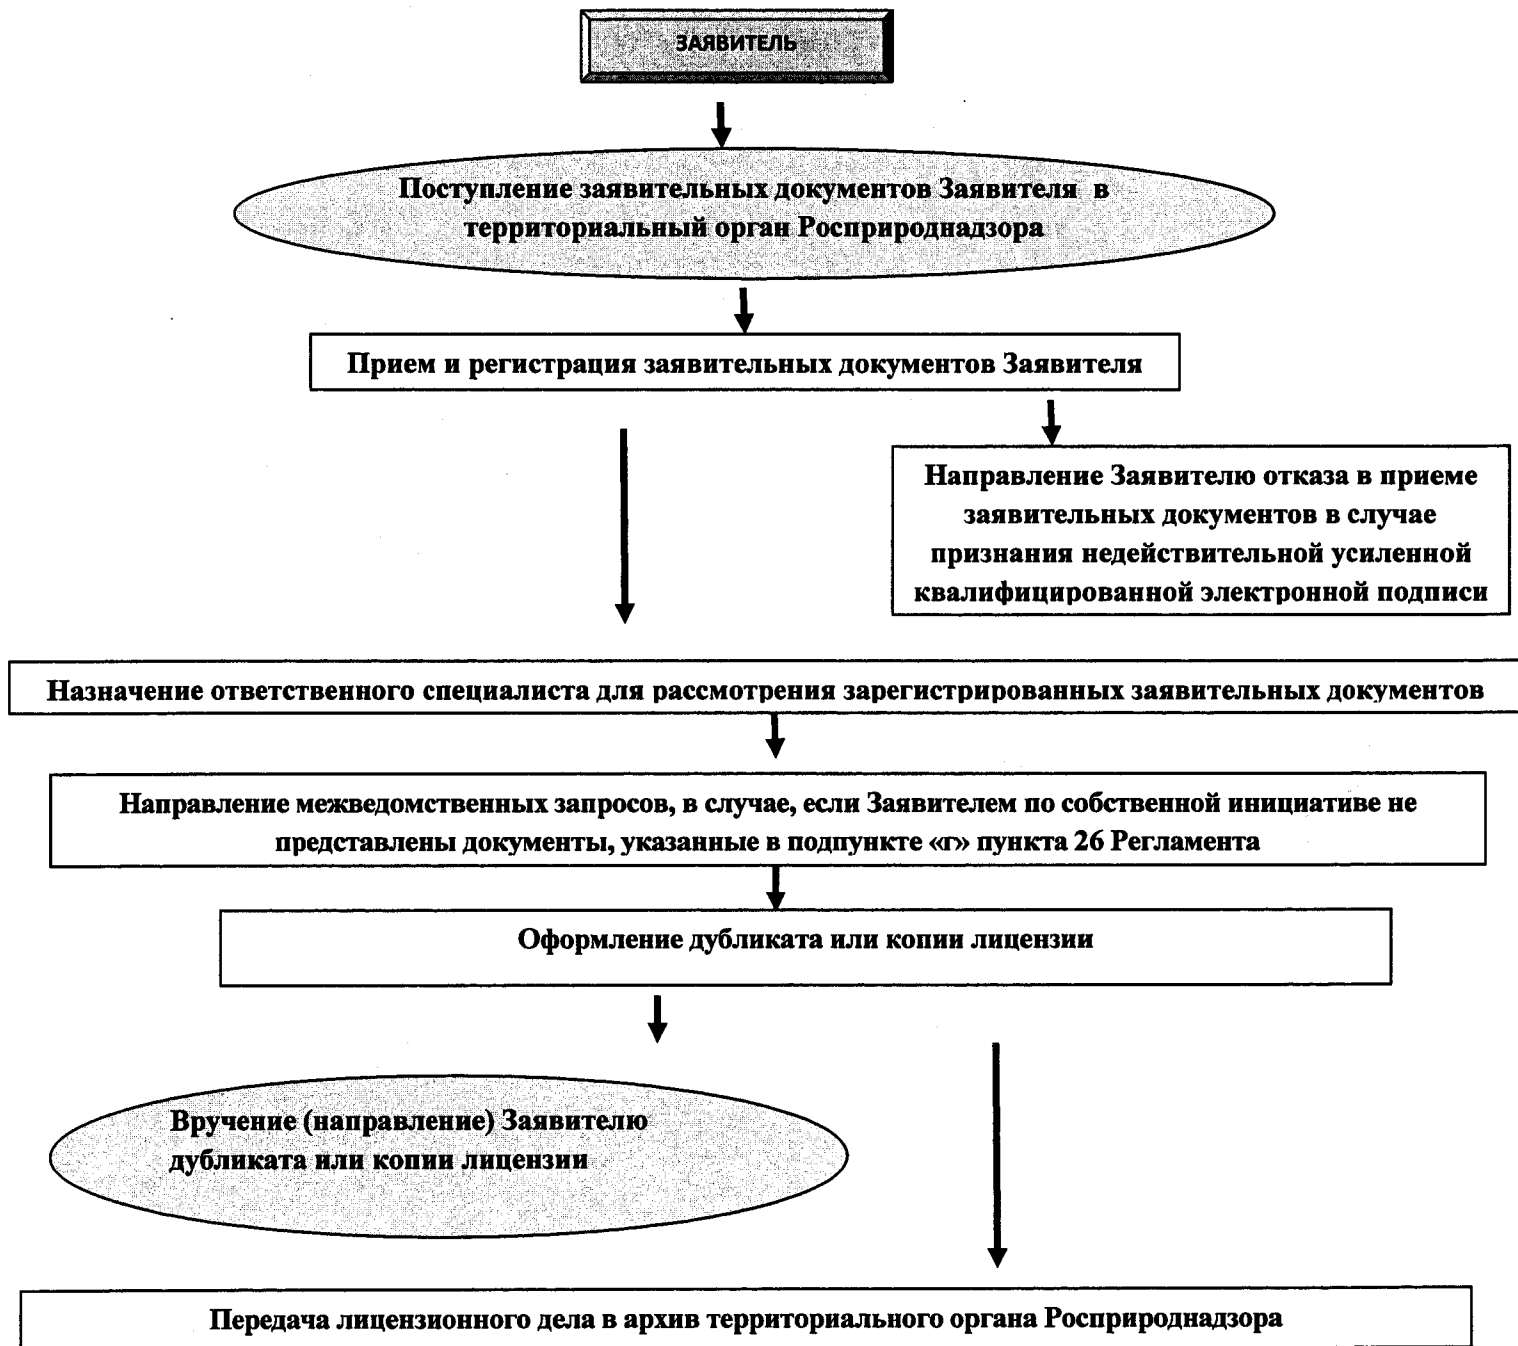 ЗАЯВИТЕЛЬ
Поступление заявительных документов Заявителя в
территориальный орган Росприроднадзора
Прием и регистрация заявительных документов Заявителя
Направление Заявителю отказа в приеме
заявительных документов в случае
признания недействительной усиленной
квалифицированной электронной подписи
Назначение ответственного специалиста для рассмотрения зарегистрированных заявительных документов
Направление межведомственных запросов, в случае, если Заявителем по собственной инициативе не
представлены документы, указанные в подпункте «г» пункта 26 Регламента
Оформление дубликата или копии лицензии
Вручение (направление) Заявителю
дубликата или копии лицензии
Передача лицензионного дела в архив территориального органа Росприроднадзора